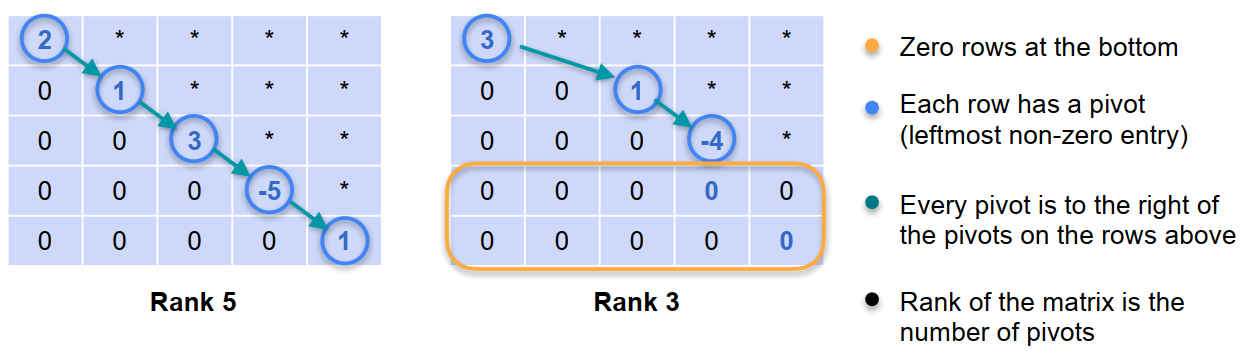 2 * * * *
0 1 * * *
0 0 3 * *
0 0 0 -5 *
0 0 0 0 1
Rank 5
3 * * * *
0 0 1 * *
0 0 0 -4 *
0 0 0 0 0
0 0 0 0 0
Rank 3
Zero rows at the bottom
Each row has a pivot
(leftmost non-zero entry)
Every pivot is to the right of
the pivots on the rows above
Rank of the matrix is the
number of pivots